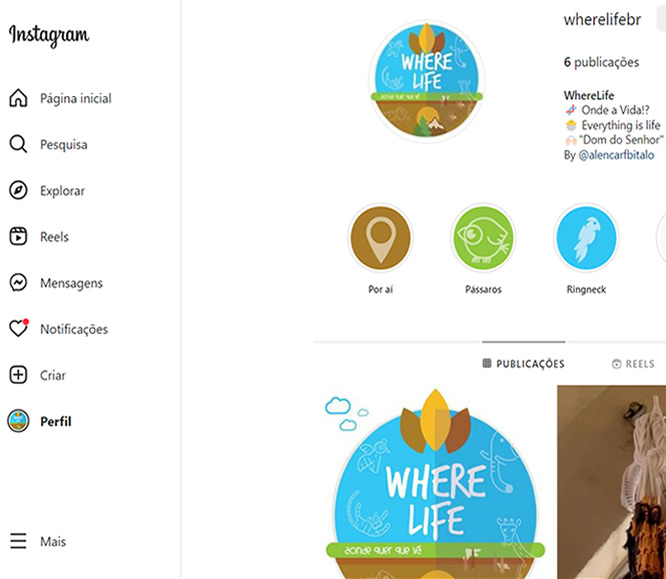 Instagram
Página inicial
Pesquisa
Explorar
Reels
Mensagens
Notificações
Criar
Perfil
Mais
WHERE
LIFE
donde quer que vá
wherelifebr
6 publicações
WhereLife
Onde a Vida!?
Everything is life
"Dom do Senhor"
By @alencarfbitalo
Por aí
Pássaros
Ringneck
PUBLICAÇÕES
REELS
WHERE
LIFE
donde quer que vá